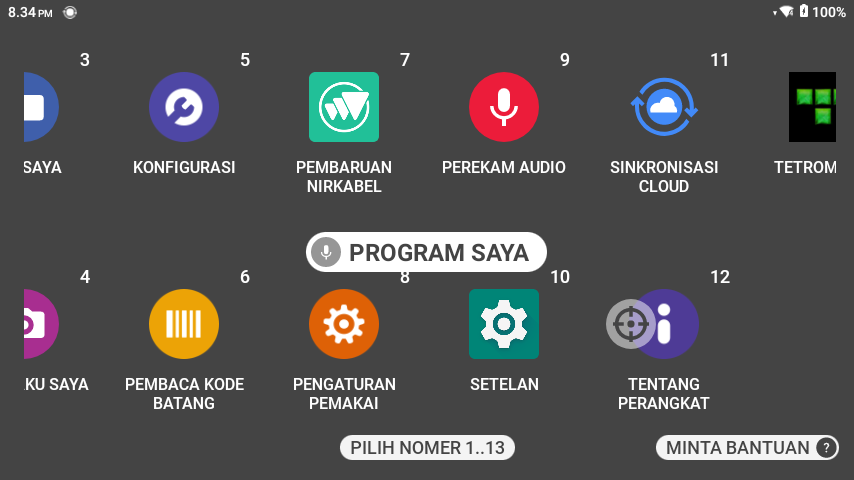 8.34 PM
100%
3
5
7
9
11
SAYA
KONFIGURASI
PEMBARUAN
NIRKABEL
PEREKAM AUDIO
SINKRONISASI
CLOUD
TETROM
PROGRAM SAYA
4
6
8
10
12
KU SAYA
PEMBACA KODE
BATANG
PENGATURAN
PEMAKAI
SETELAN
TENTANG
PERANGKAT
PILIH NOMER 1..13
MINTA BANTUAN ?